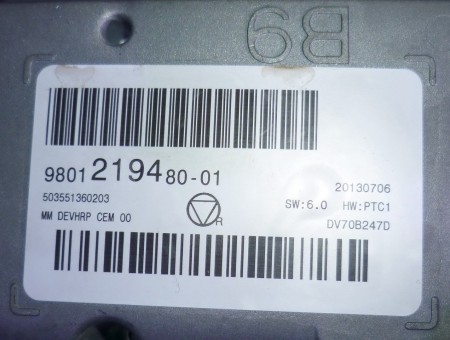 B9
9801219480-01
503551360203
20130706
SW:6.0 HW:PTC1
MM DEVHRP CEM 00
R
DV70B247D